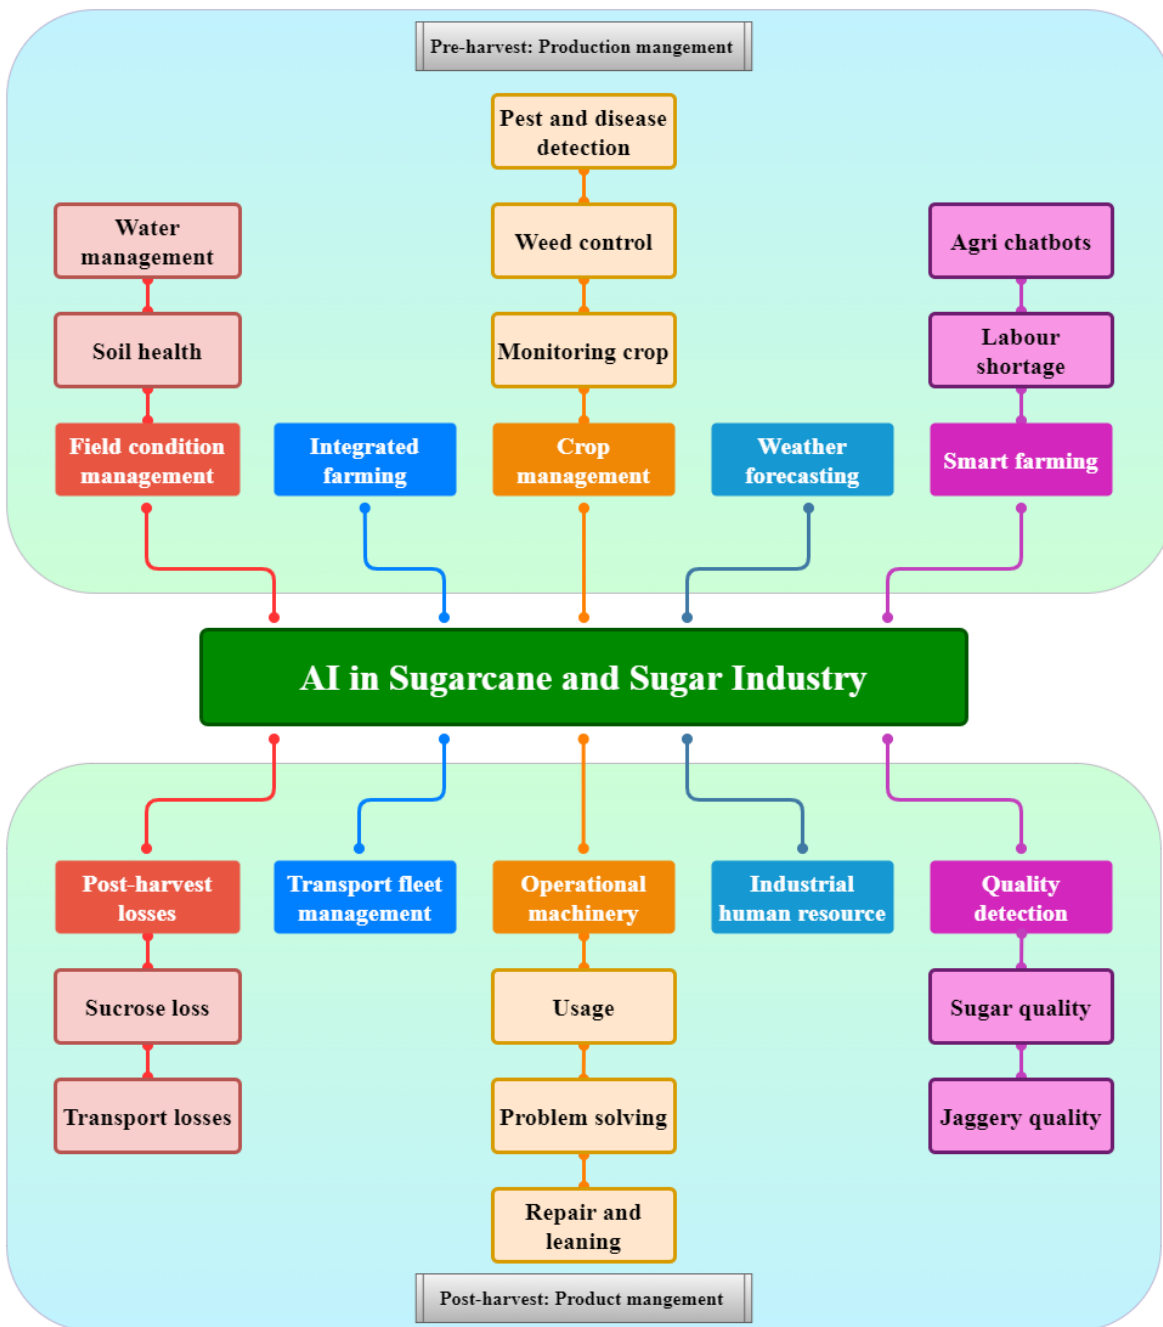 Pre-harvest: Production mangement
Pest and disease
detection
Water
management
Weed control
Agri chatbots
Soil health
Monitoring crop
Labour
shortage
Field condition
management
Integrated
farming
Crop
management
Weather
forecasting
Smart farming
AI in Sugarcane and Sugar Industry
Post-harvest
losses
Transport fleet
management
Operational
machinery
Industrial
human resource
Quality
detection
Sucrose loss
Usage
Sugar quality
Transport losses
Problem solving
Jaggery quality
Repair and
leaning
Post-harvest: Product mangement